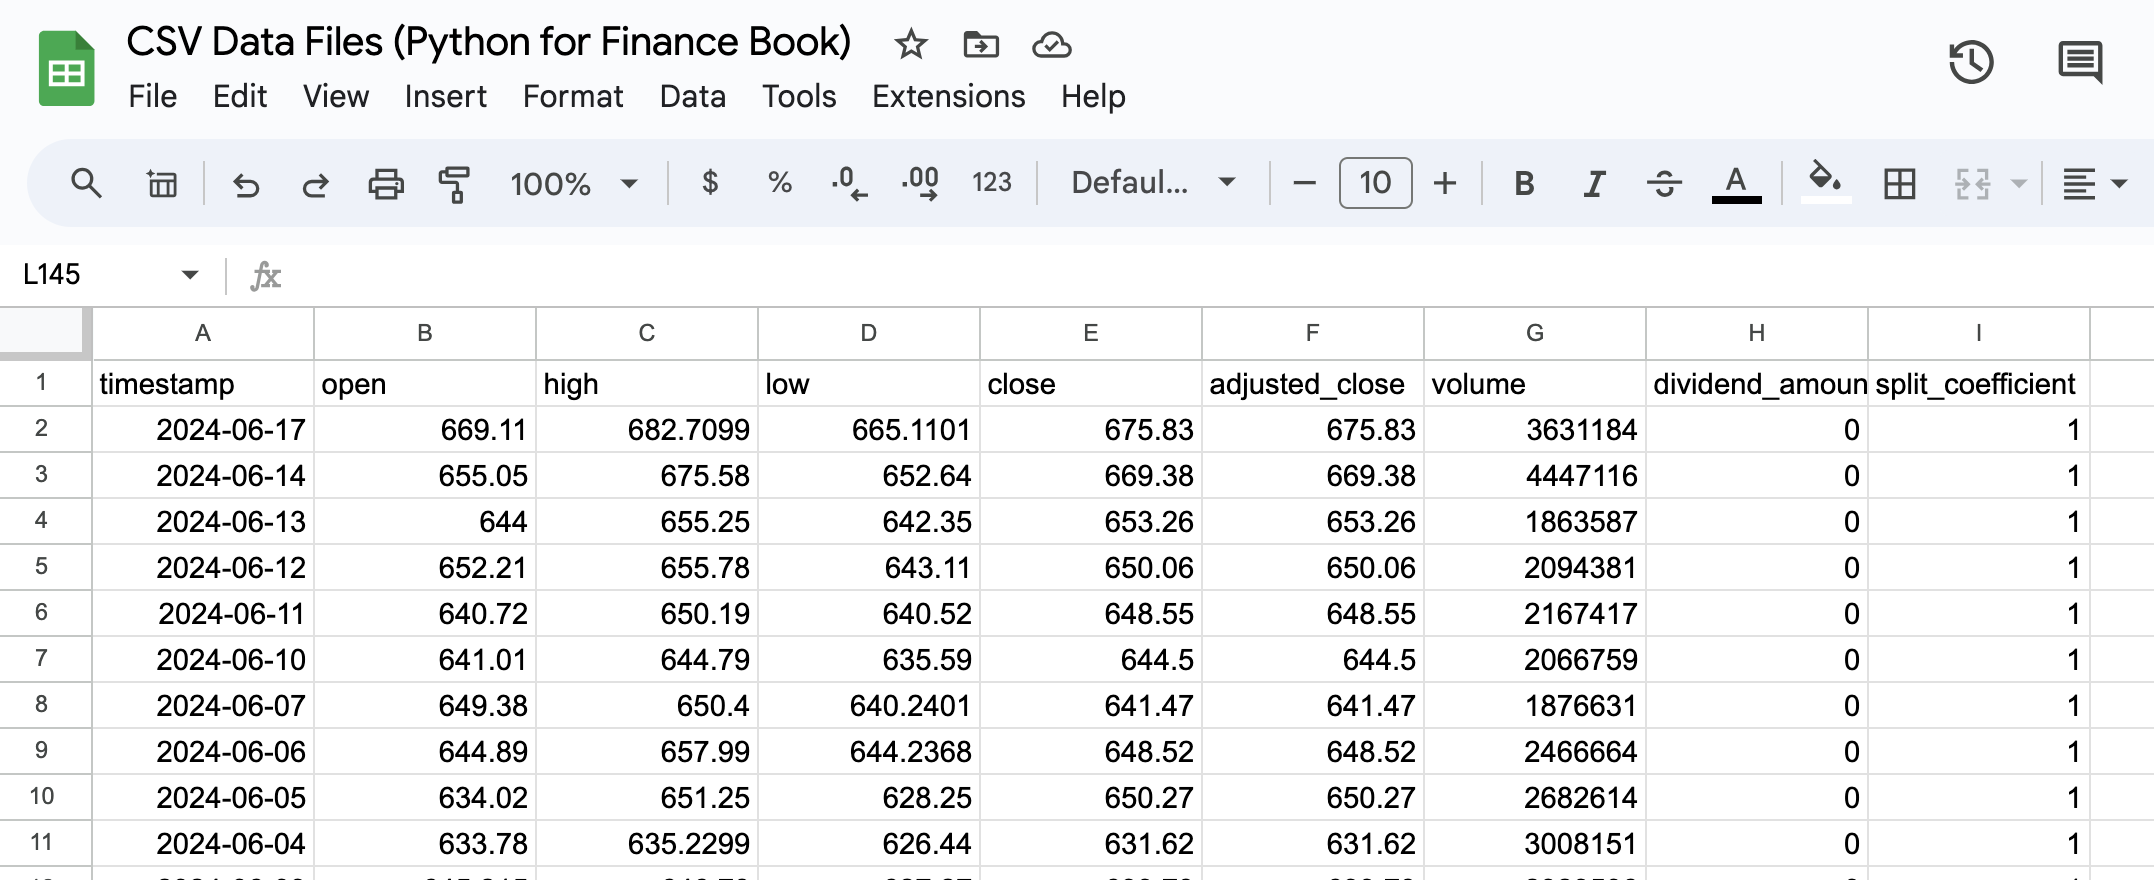 CSV Data Files (Python for Finance Book)
File Edit View Insert Format Data Tools Extensions Help
100% $ % .0 .00 123 Defaul... − 10 + B I A
L145 fx
A B C D E F G H I
1 timestamp open high low close adjusted_close volume dividend_amoun split_coefficient
2 2024-06-17 669.11 682.7099 665.1101 675.83 675.83 3631184 0 1
3 2024-06-14 655.05 675.58 652.64 669.38 669.38 4447116 0 1
4 2024-06-13 644 655.25 642.35 653.26 653.26 1863587 0 1
5 2024-06-12 652.21 655.78 643.11 650.06 650.06 2094381 0 1
6 2024-06-11 640.72 650.19 640.52 648.55 648.55 2167417 0 1
7 2024-06-10 641.01 644.79 635.59 644.5 644.5 2066759 0 1
8 2024-06-07 649.38 650.4 640.2401 641.47 641.47 1876631 0 1
9 2024-06-06 644.89 657.99 644.2368 648.52 648.52 2466664 0 1
10 2024-06-05 634.02 651.25 628.25 650.27 650.27 2682614 0 1
11 2024-06-04 633.78 635.2299 626.44 631.62 631.62 3008151 0 1